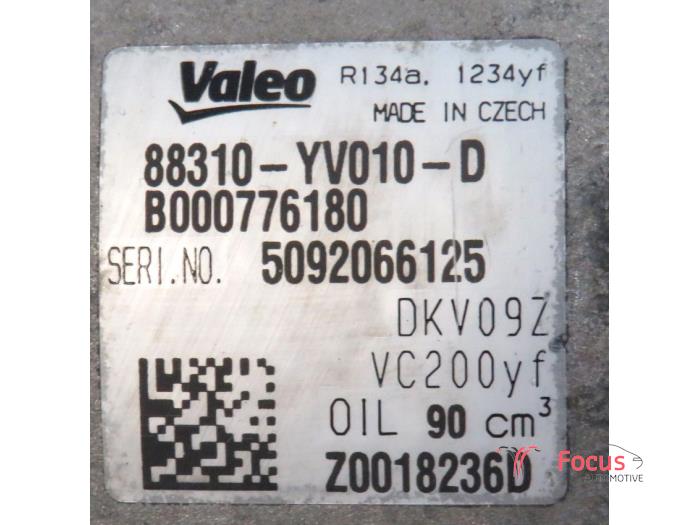 Valeo R134a. 1234yf
MADE IN CZECH
88310-YV010-D
B000776180
SERI.NO. 5092066125
DKV09Z
VC200yf
OIL 90 cm³
Z0018236D
Focus
AUTOMOTIVE